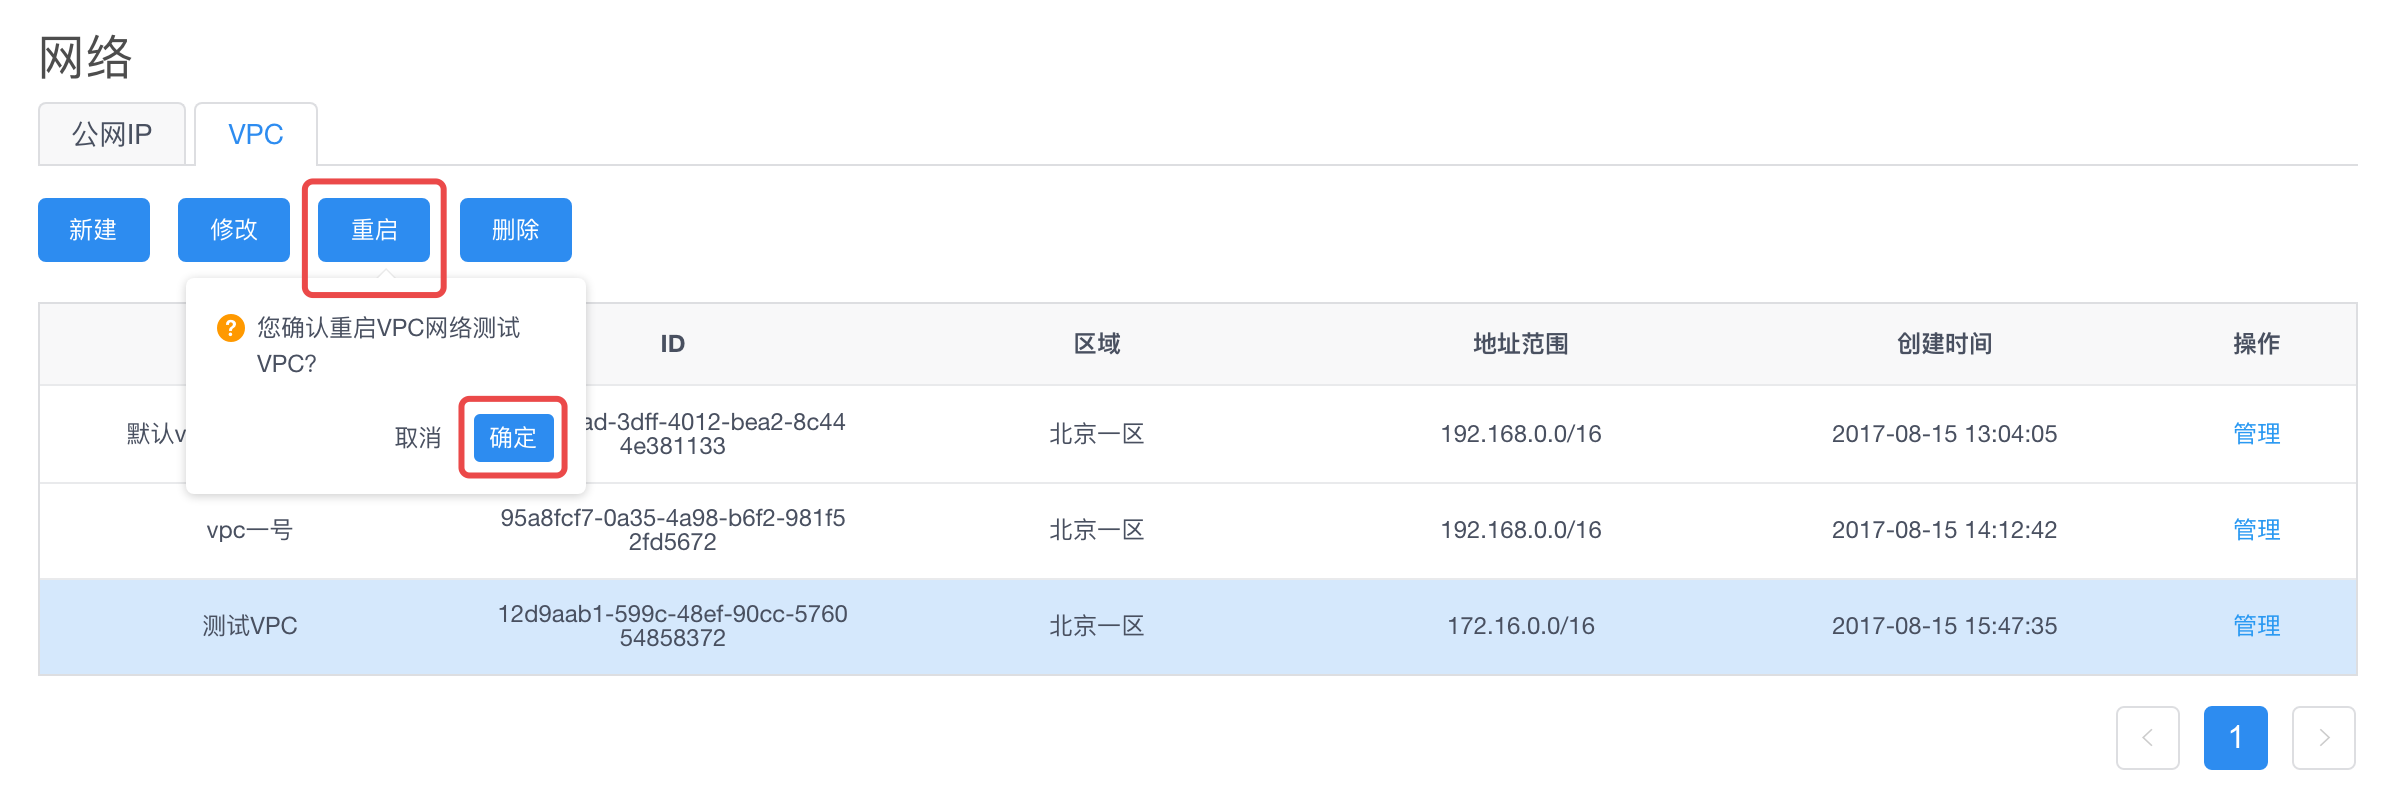 网络
公网IP
VPC
新建
修改
重启
删除
您确认重启VPC网络测试
VPC?
取消
确定
ID
区域
地址范围
创建时间
操作
默认v
ad-3dff-4012-bea2-8c44
4e381133
北京一区
192.168.0.0/16
2017-08-15 13:04:05
管理
vpc一号
95a8fcf7-0a35-4a98-b6f2-981f5
2fd5672
北京一区
192.168.0.0/16
2017-08-15 14:12:42
管理
测试VPC
12d9aab1-599c-48ef-90cc-5760
54858372
北京一区
172.16.0.0/16
2017-08-15 15:47:35
管理
1